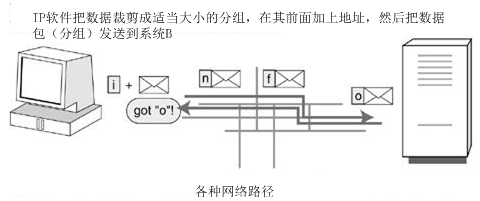 IP软件把数据裁剪成适当大小的分组，在其前面加上地址，然后把数据
包（分组）发送到系统B
i + n f o
got "o"!
各种网络路径